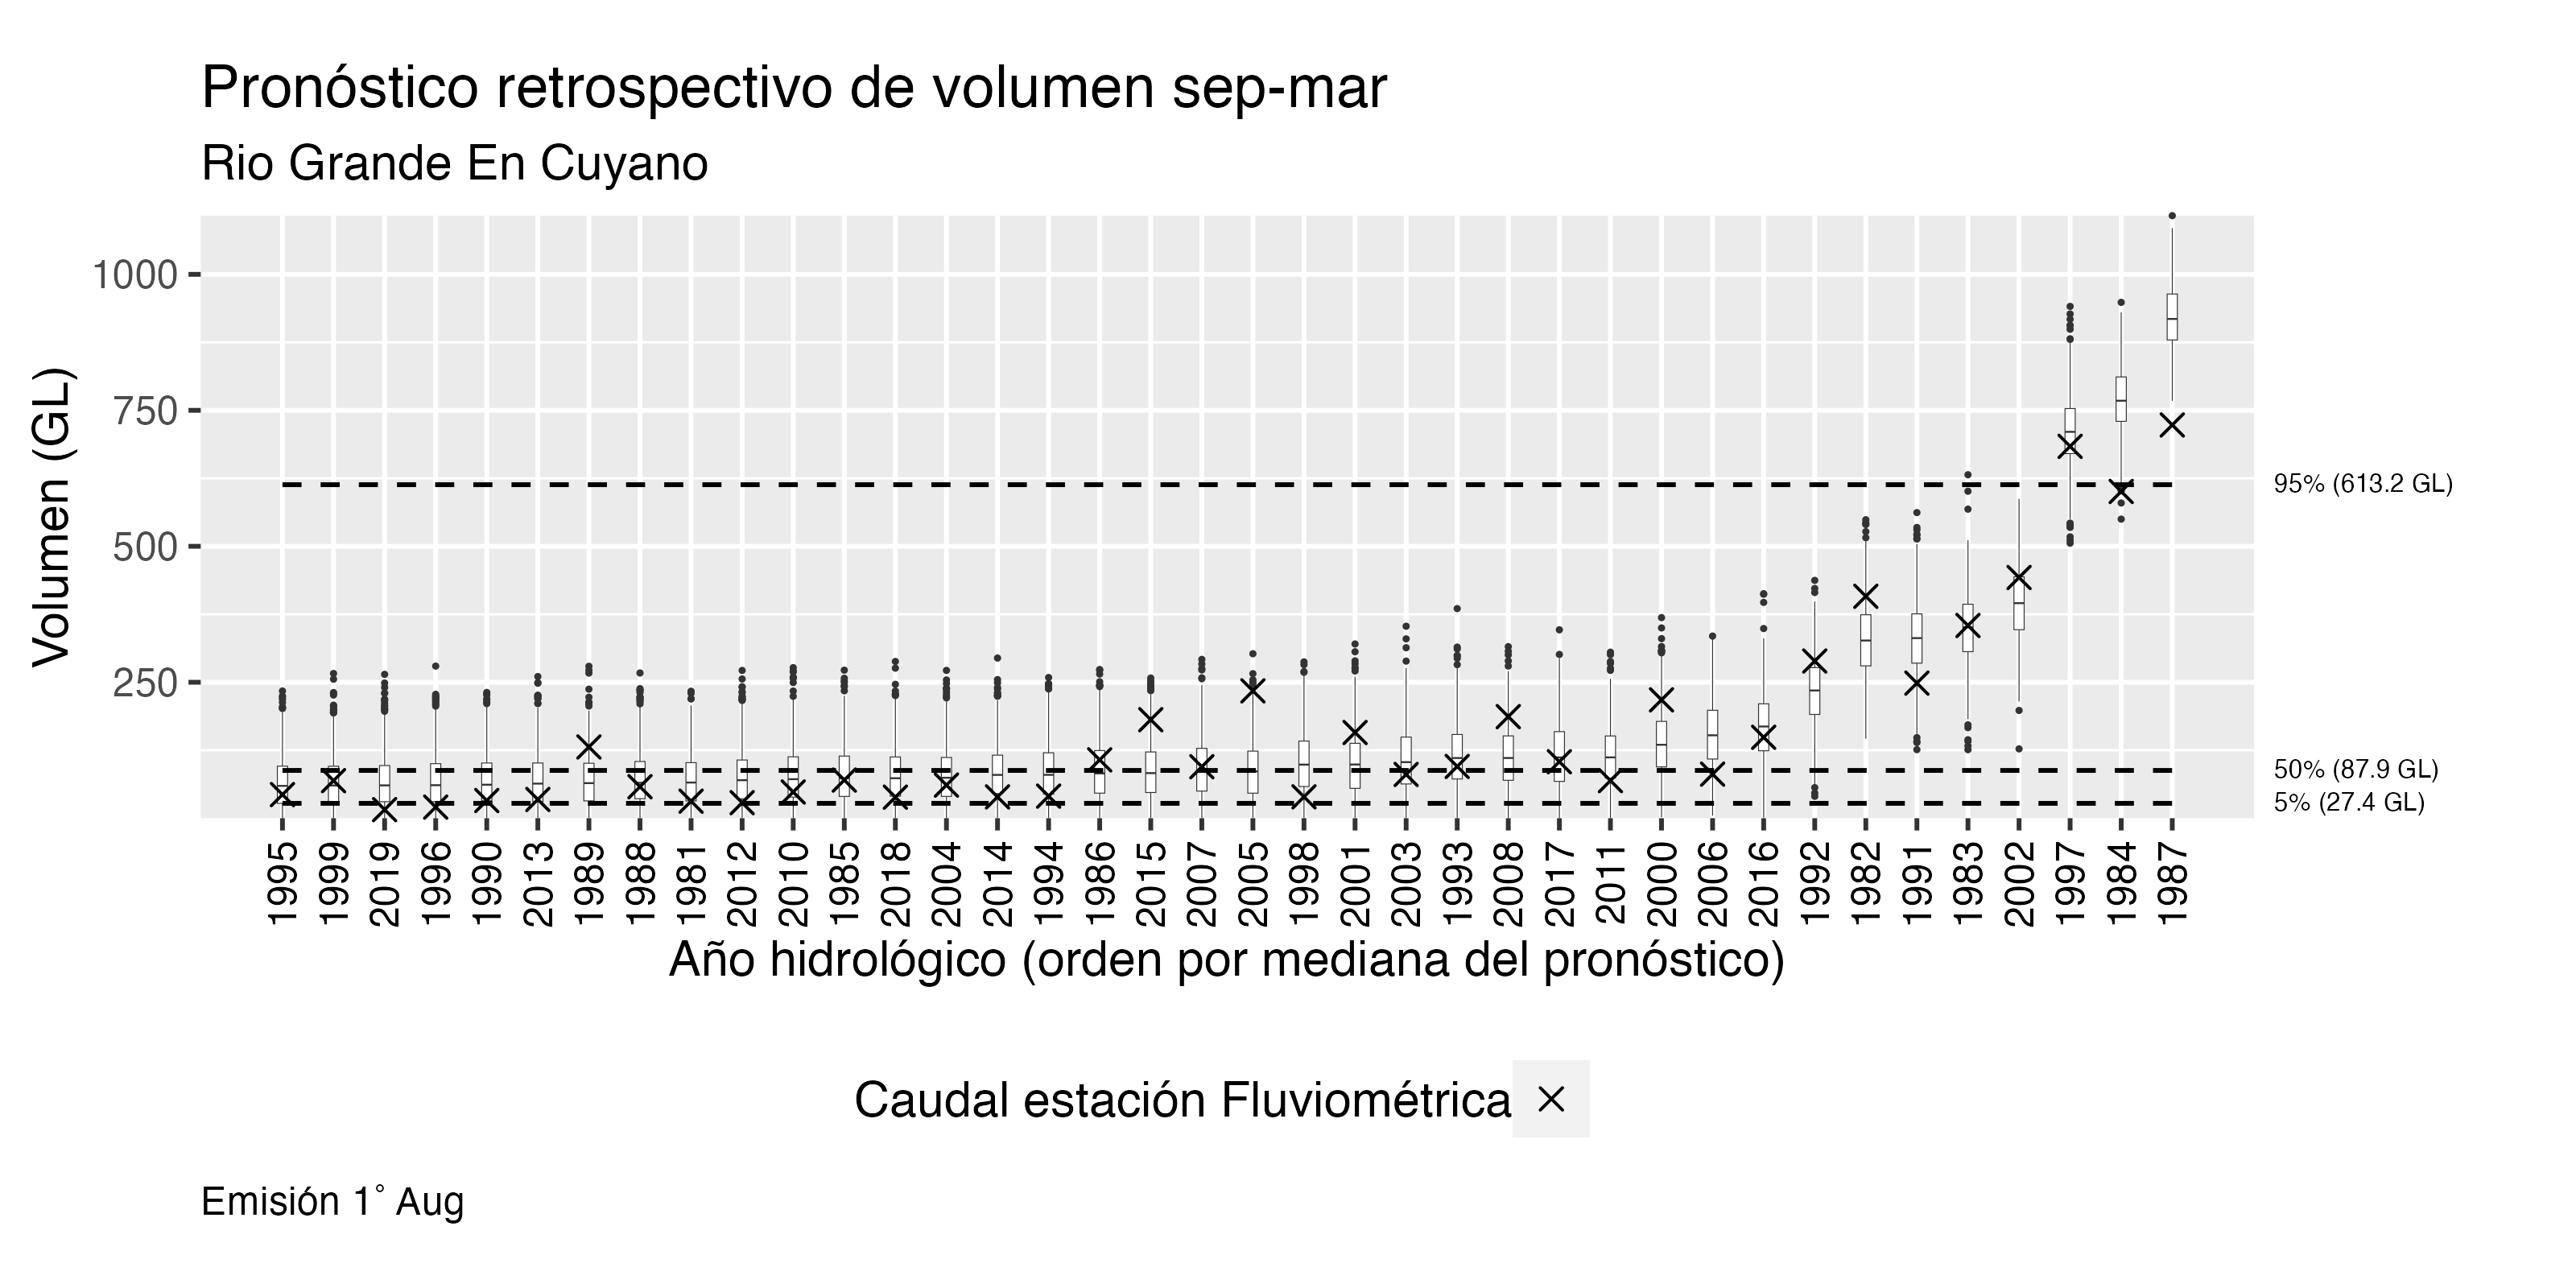 Pronóstico retrospectivo de volumen sep-mar
Rio Grande En Cuyano
Volumen (GL)
1000
750
500
250
95% (613.2 GL)
50% (87.9 GL)
5% (27.4 GL)
1995 1999 2019 1996 1990 2013 1989 1988 1981 2012 2010 1985 2018 2004 2014 1994 1986 2015 2007 2005 1998 2001 2003 1993 2008 2017 2011 2000 2006 2016 1992 1982 1991 1983 2002 1997 1984 1987
Año hidrológico (orden por mediana del pronóstico)
Caudal estación Fluviométrica
Emisión 1° Aug